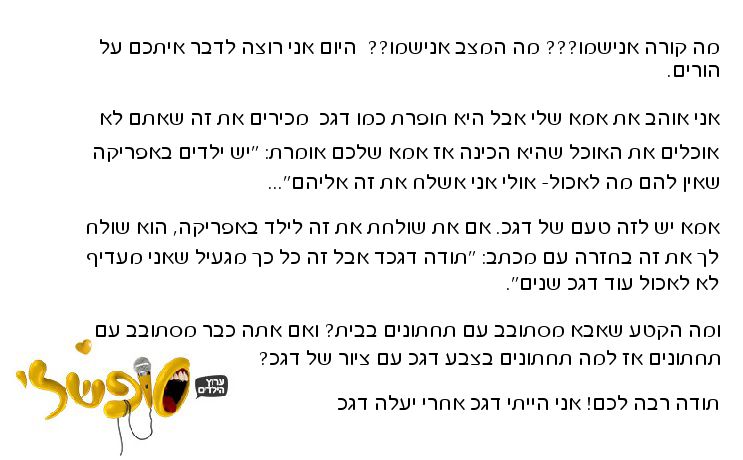 מה קורה אנישמו??? מה המצב אנישמו?? היום אני רוצה לדבר איתכם על
הורים.
אני אוהב את אמא שלי אבל היא חופרת כמו דגכ מכירים את זה שאתם לא
אוכלים את האוכל שהיא הכינה אז אמא שלכם אומרת: "יש ילדים באפריקה
שאין להם מה לאכול- אולי אני אשלח את זה אליהם"...
אמא יש לזה טעם של דגכ. אם את שולחת את זה לילד באפריקה, הוא שולח
לך את זה בחזרה עם מכתב: "תודה דגכד אבל זה כל כך מגעיל שאני מעדיף
לא לאכול עוד דגכ שנים".
ומה הקטע שאבא מסתובב עם תחתונים בבית? ואם אתה כבר מסתובב עם
תחתונים אז למה תחתונים בצבע דגכ עם ציור של דגכ?
תודה רבה לכם! אני הייתי דגכ אחרי יעלה דגכ
סופשלי
ערוץ
הילדים